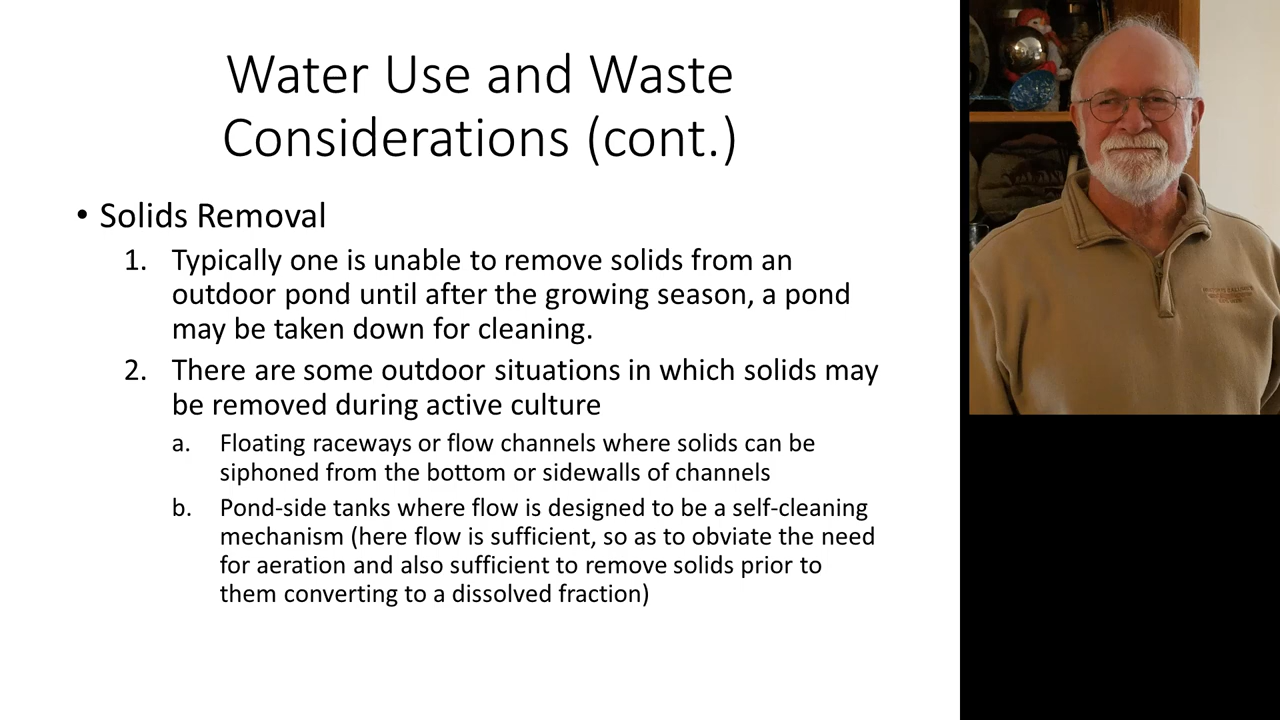 Water Use and Waste
Considerations (cont.)
• Solids Removal
1. Typically one is unable to remove solids from an
outdoor pond until after the growing season, a pond
may be taken down for cleaning.
2. There are some outdoor situations in which solids may
be removed during active culture
a. Floating raceways or flow channels where solids can be
siphoned from the bottom or sidewalls of channels
b. Pond-side tanks where flow is designed to be a self-cleaning
mechanism (here flow is sufficient, so as to obviate the need
for aeration and also sufficient to remove solids prior to
them converting to a dissolved fraction)